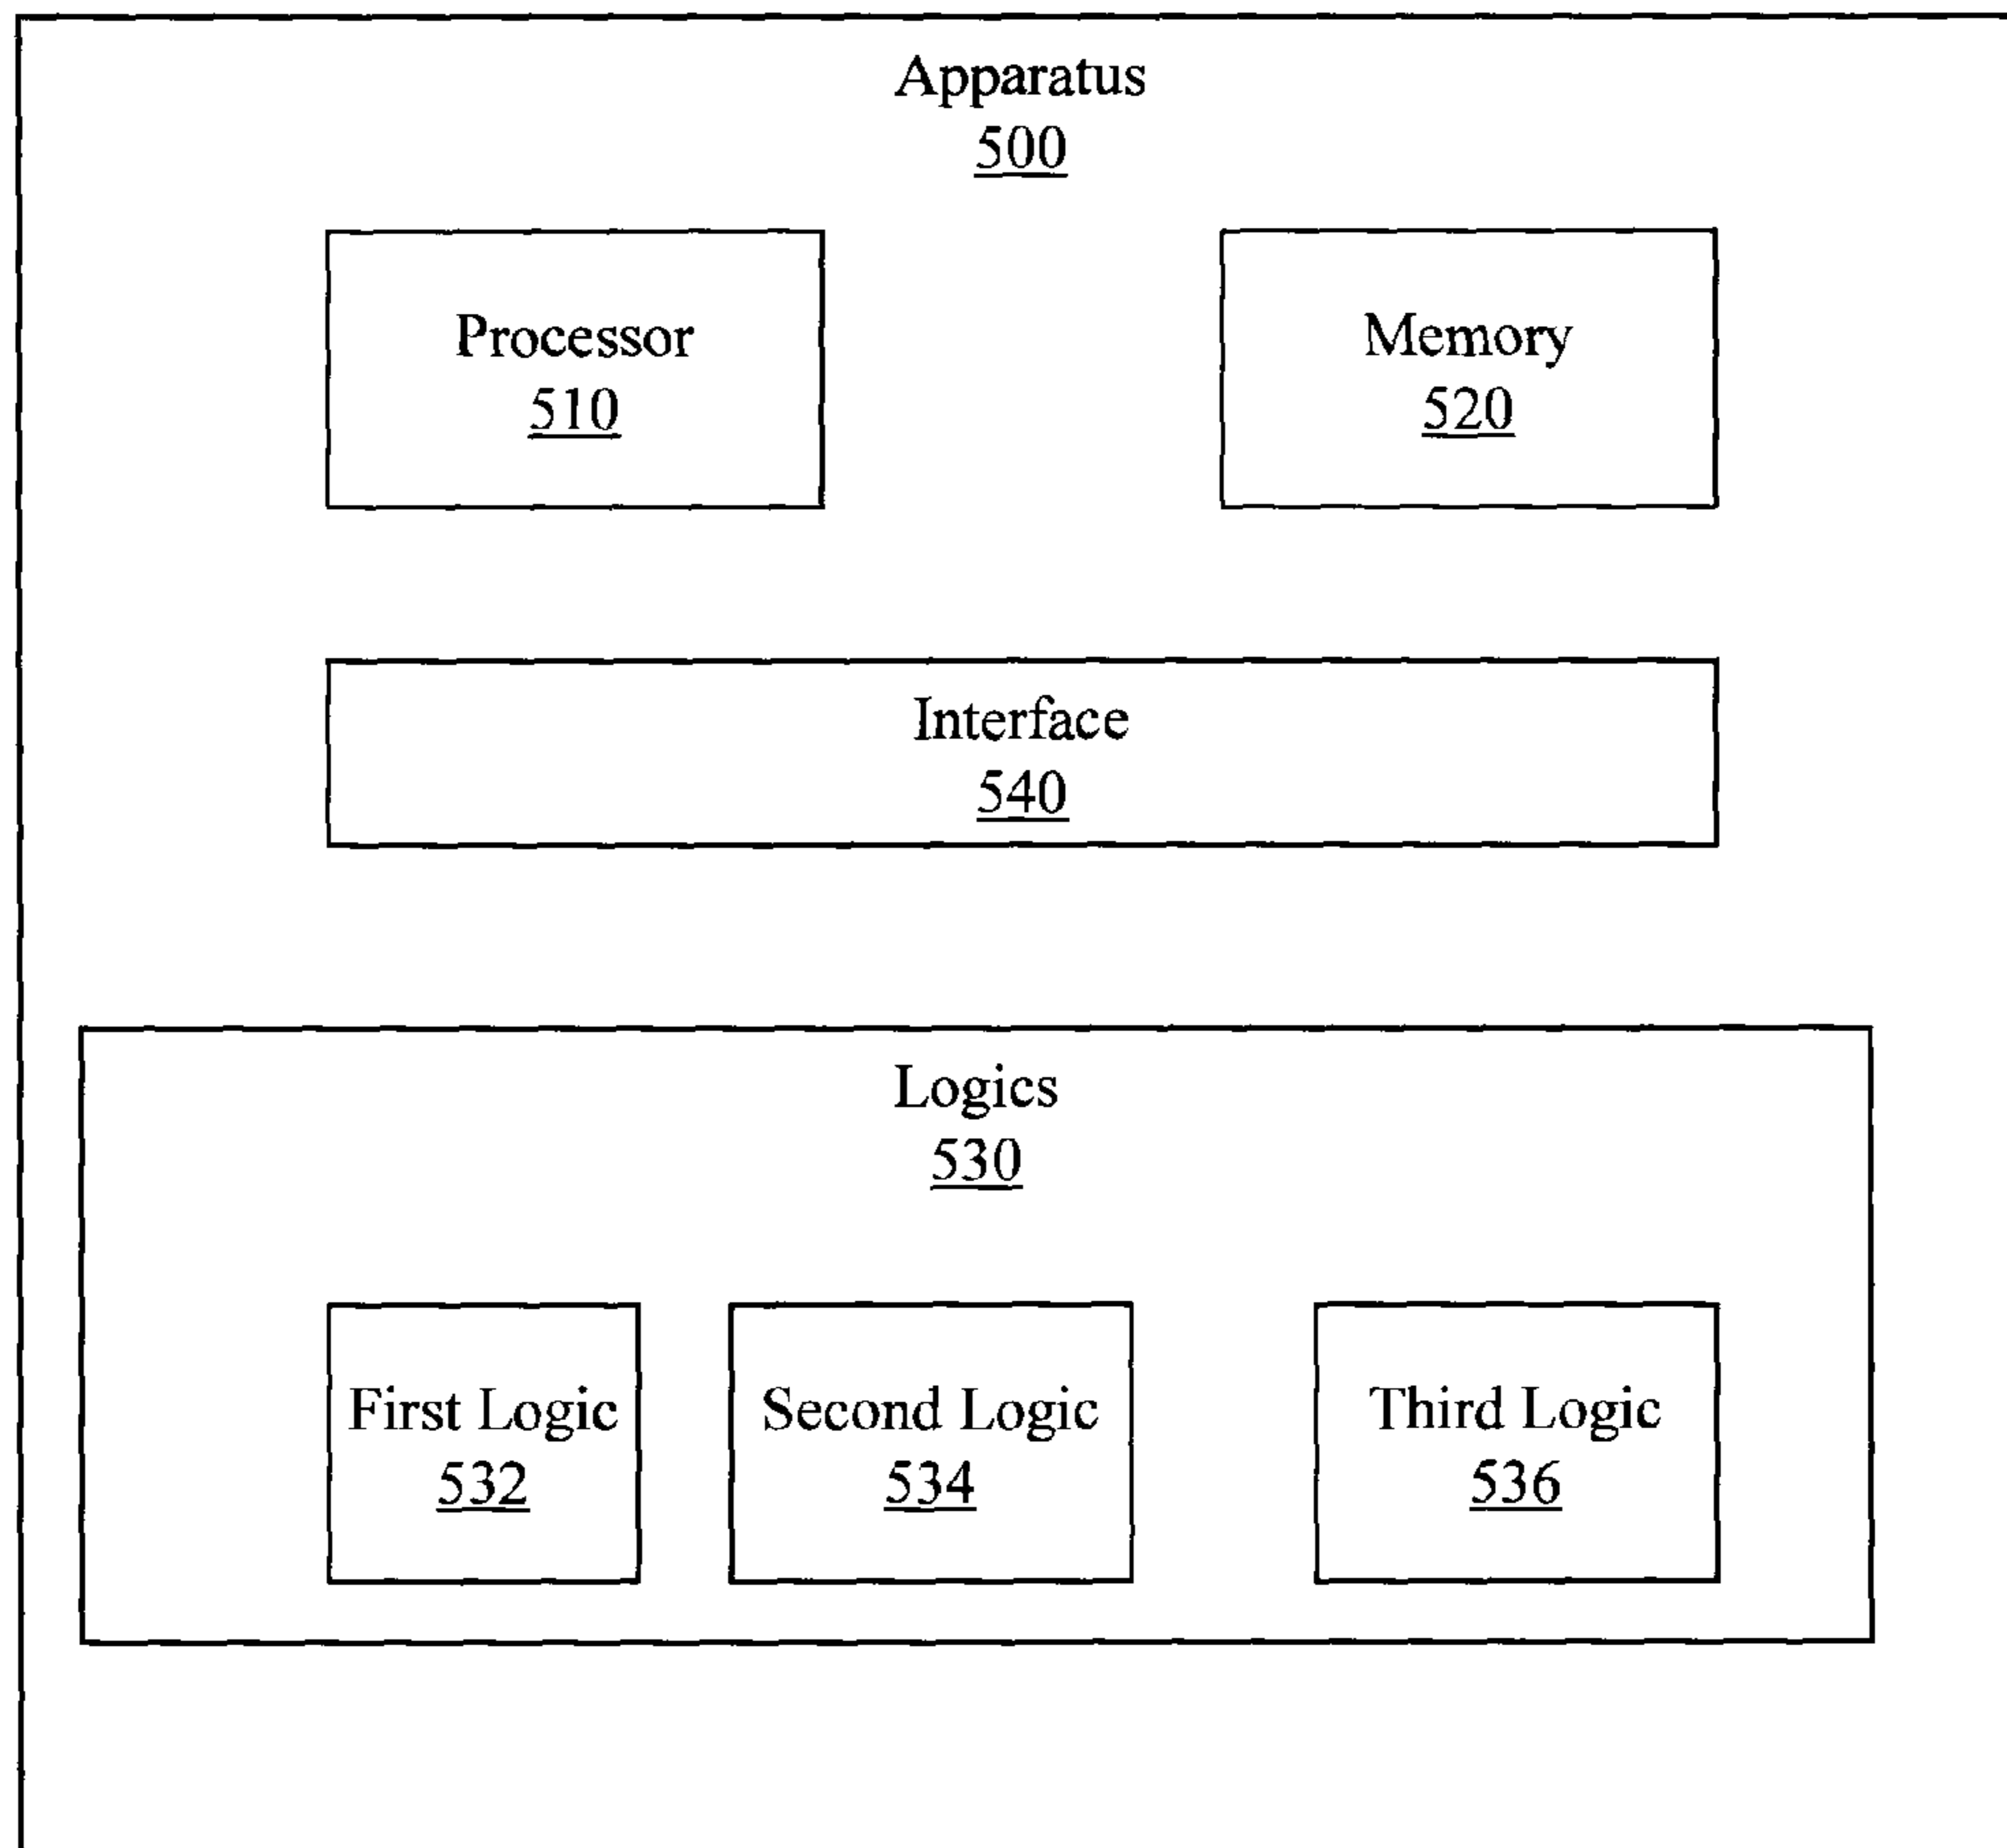 Apparatus
500
Processor
510
Memory
520
Interface
540
Logics
530
First Logic
532
Second Logic
534
Third Logic
536